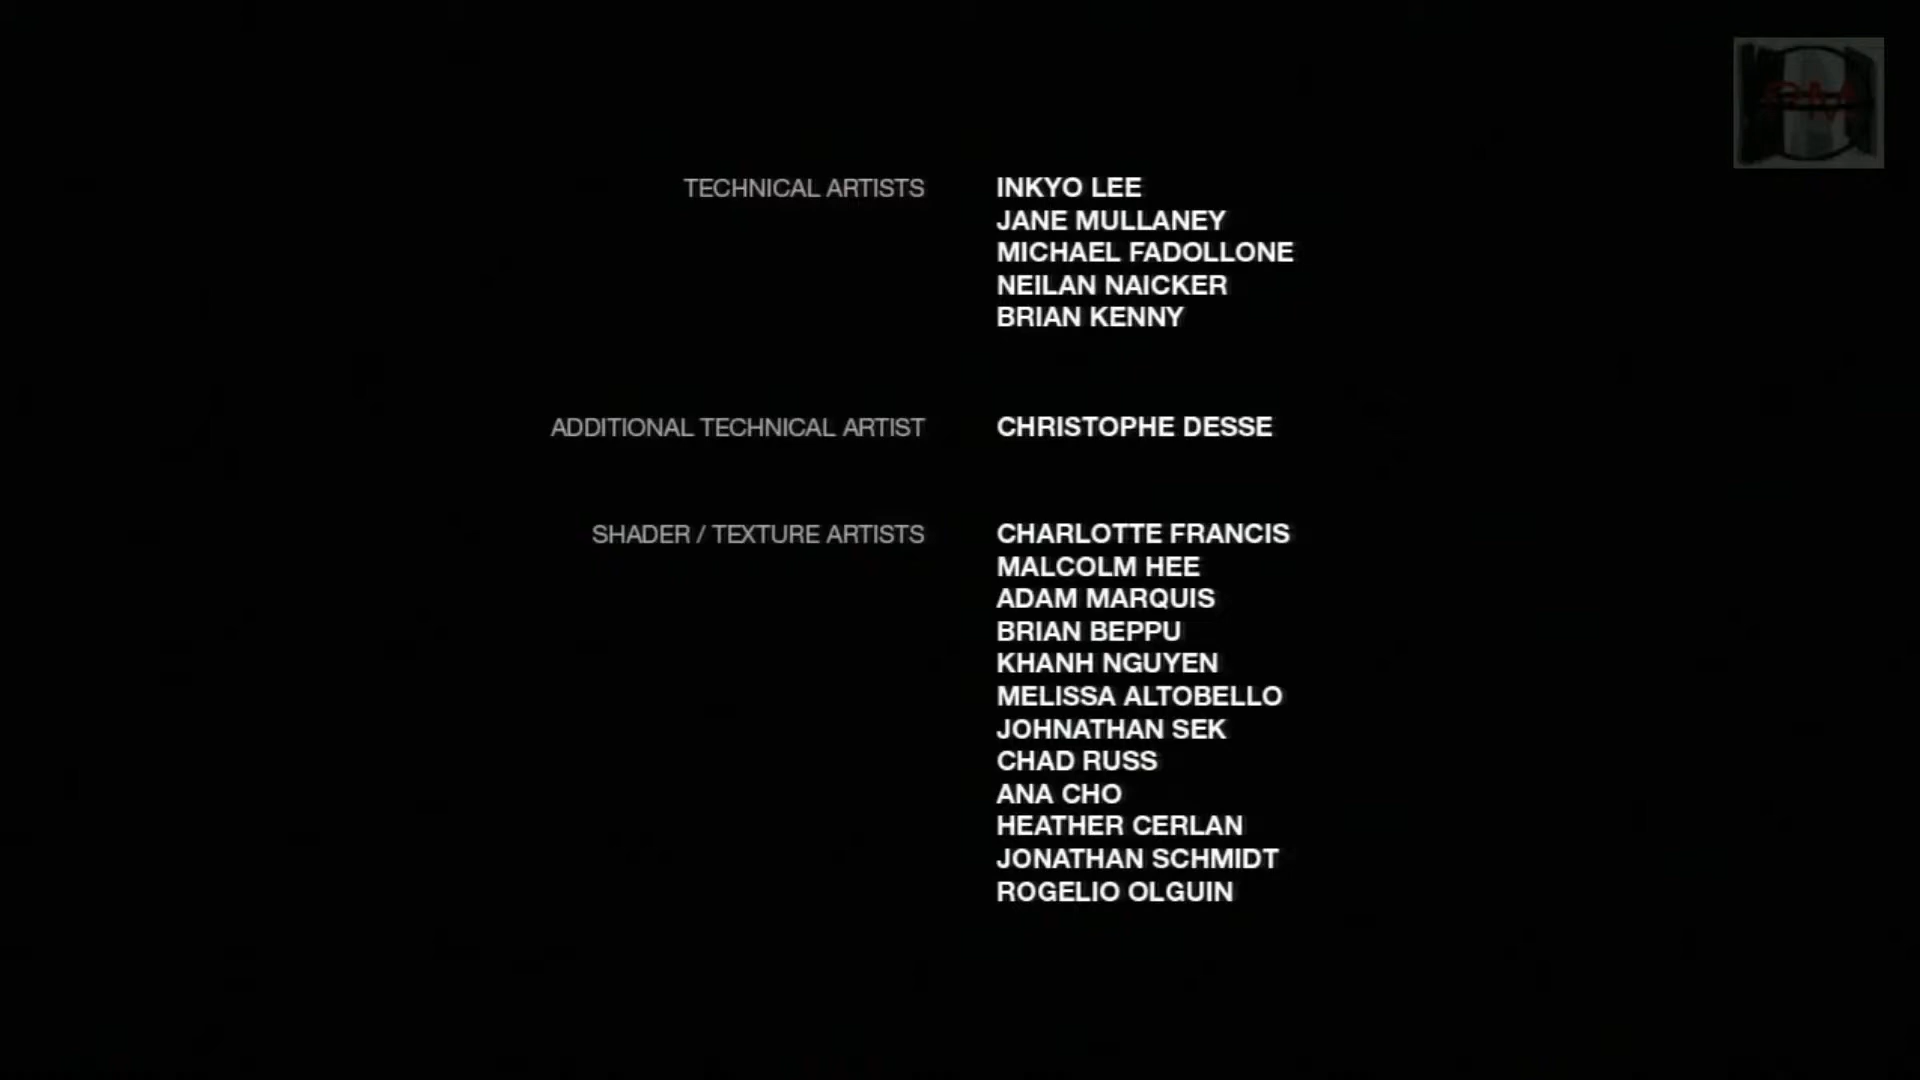 TECHNICAL ARTISTS INKYO LEE
JANE MULLANEY
MICHAEL FADOLLONE
NEILAN NAICKER
BRIAN KENNY
ADDITIONAL TECHNICAL ARTIST CHRISTOPHE DESSE
SHADER / TEXTURE ARTISTS CHARLOTTE FRANCIS
MALCOLM HEE
ADAM MARQUIS
BRIAN BEPPU
KHANH NGUYEN
MELISSA ALTOBELLO
JOHNATHAN SEK
CHAD RUSS
ANA CHO
HEATHER CERLAN
JONATHAN SCHMIDT
ROGELIO OLGUIN